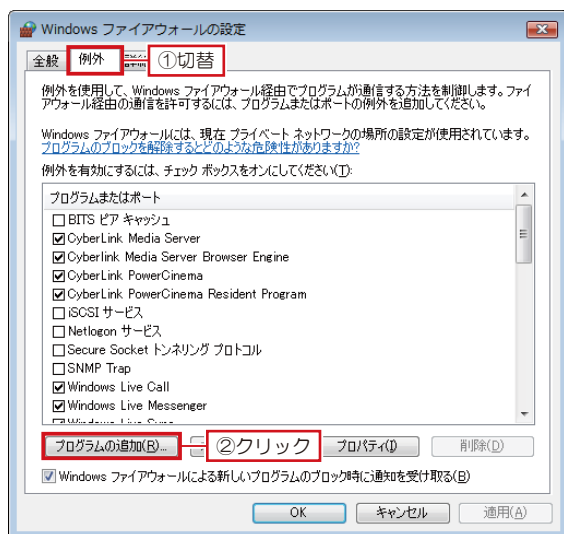 Windows ファイアウォールの設定
全般 例外 ①切替
例外を使用して、Windows ファイアウォール経由でプログラムが通信する方法を制御します。ファイ
アウォール経由の通信を許可するには、プログラムまたはポートの例外を追加してください。
Windows ファイアウォールには、現在 プライベート ネットワークの場所の設定が使用されています。
プログラムのブロックを解除するとどのような危険性がありますか?
例外を有効にするには、チェック ボックスをオンにしてください(T):
プログラムまたはポート
BITS ピア キャッシュ
CyberLink Media Server
Cyberlink Media Server Browser Engine
CyberLink PowerCinema
CyberLink PowerCinema Resident Program
iSCSI サービス
Netlogon サービス
Secure Socket トンネリング プロトコル
SNMP Trap
Windows Live Call
Windows Live Messenger
Windows Live Sync
プログラムの追加(R)... ②クリック プロパティ(I) 削除(D)
Windows ファイアウォールによる新しいプログラムのブロック時に通知を受け取る(B)
OK キャンセル 適用(A)